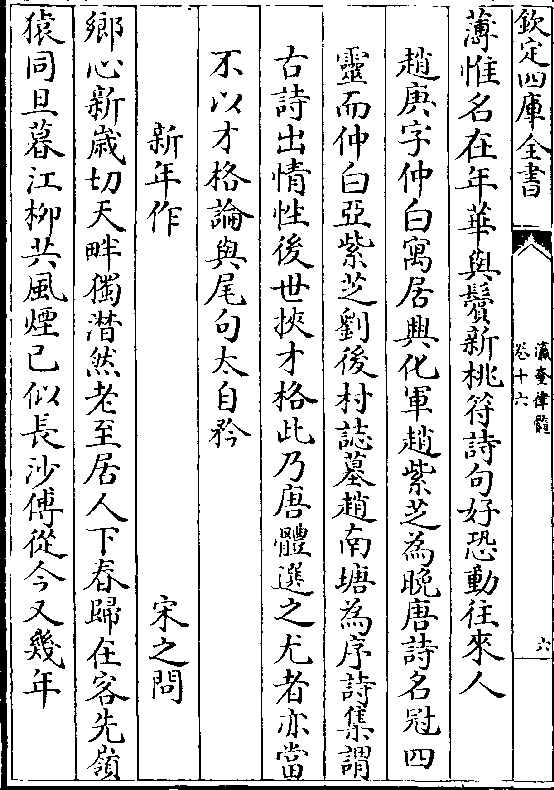 欽定四庫全書
瀛奎律髓
卷十六
六
薄惟名在年華與鬢新桃符詩句好恐動往來人
趙庚字仲白寓居興化軍趙紫芝為晚唐詩名冠四
靈而仲白亞紫芝劉後村誌墓趙南塘為序詩集謂
古詩出情性後世挾才格此乃唐體選之尤者亦當
不以才格論與尾句太自矜
新年作
宋之問
鄉心新歲切天畔獨潸然老至居人下春歸在客先嶺
猿同旦暮江柳共風煙已似長沙傅從今又幾年